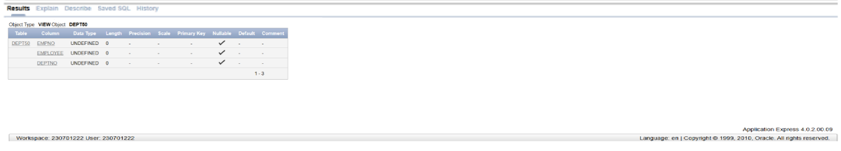 Results Explain Describe Saved SQL History
Object Type VIEW Object DEPT50
Table Column Data Type Length Precision Scale Primary Key Nullable Default Comment
DEPT50 EMPNO UNDEFINED 0 - - - ✓ - -
EMPLOYEE UNDEFINED 0 - - - ✓ - -
DEPTNO UNDEFINED 0 - - - ✓ - -
1 - 3
Application Express 4.0.2.00.09
Workspace: 230701222 User: 230701222 Language: en | Copyright © 1999, 2010, Oracle. All rights reserved.